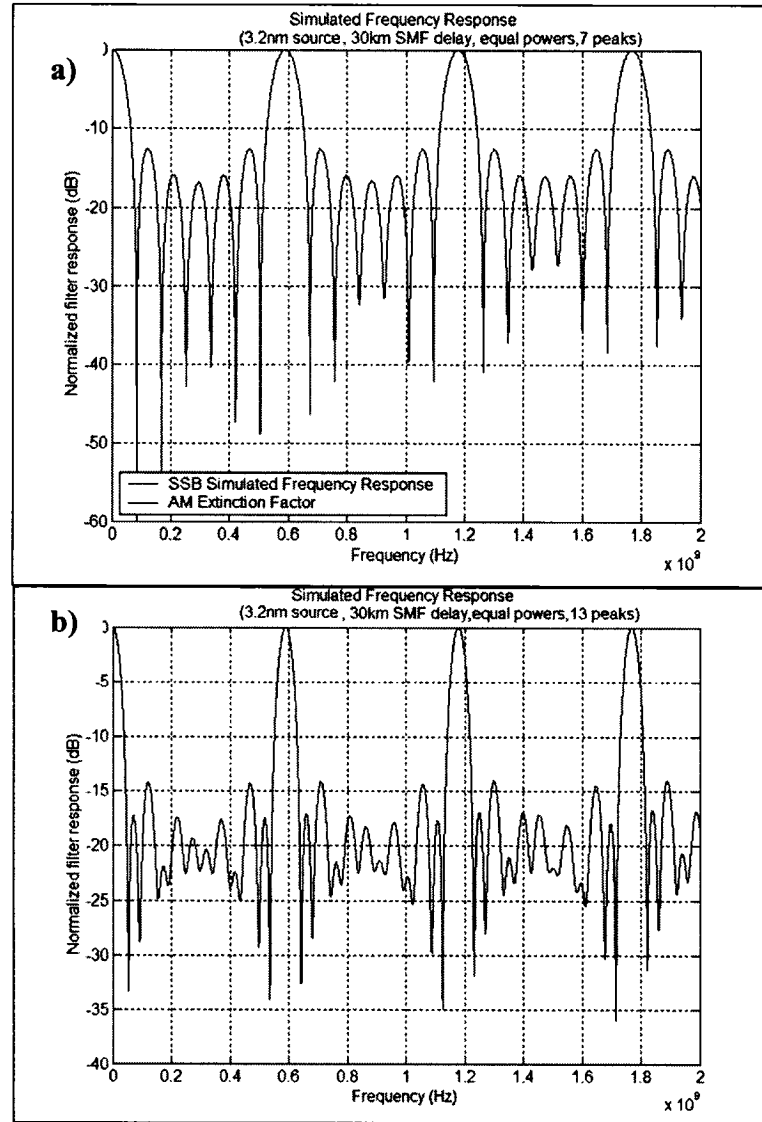 Simulated Frequency Response
(3.2nm source , 30km SMF delay, equal powers,7 peaks)
a)
0
-10
-20
-30
-40
-50
-60
Normalized filter response (dB)
SSB Simulated Frequency Response
AM Extinction Factor
0 0.2 0.4 0.6 0.8 1 1.2 1.4 1.6 1.8 2
Frequency (Hz)
x 10⁹
Simulated Frequency Response
(3.2nm source , 30km SMF delay,equal powers,13 peaks)
b)
0
-5
-10
-15
-20
-25
-30
-35
-40
Normalized filter response (dB)
0 0.2 0.4 0.6 0.8 1 1.2 1.4 1.6 1.8 2
Frequency (Hz)
x 10⁹